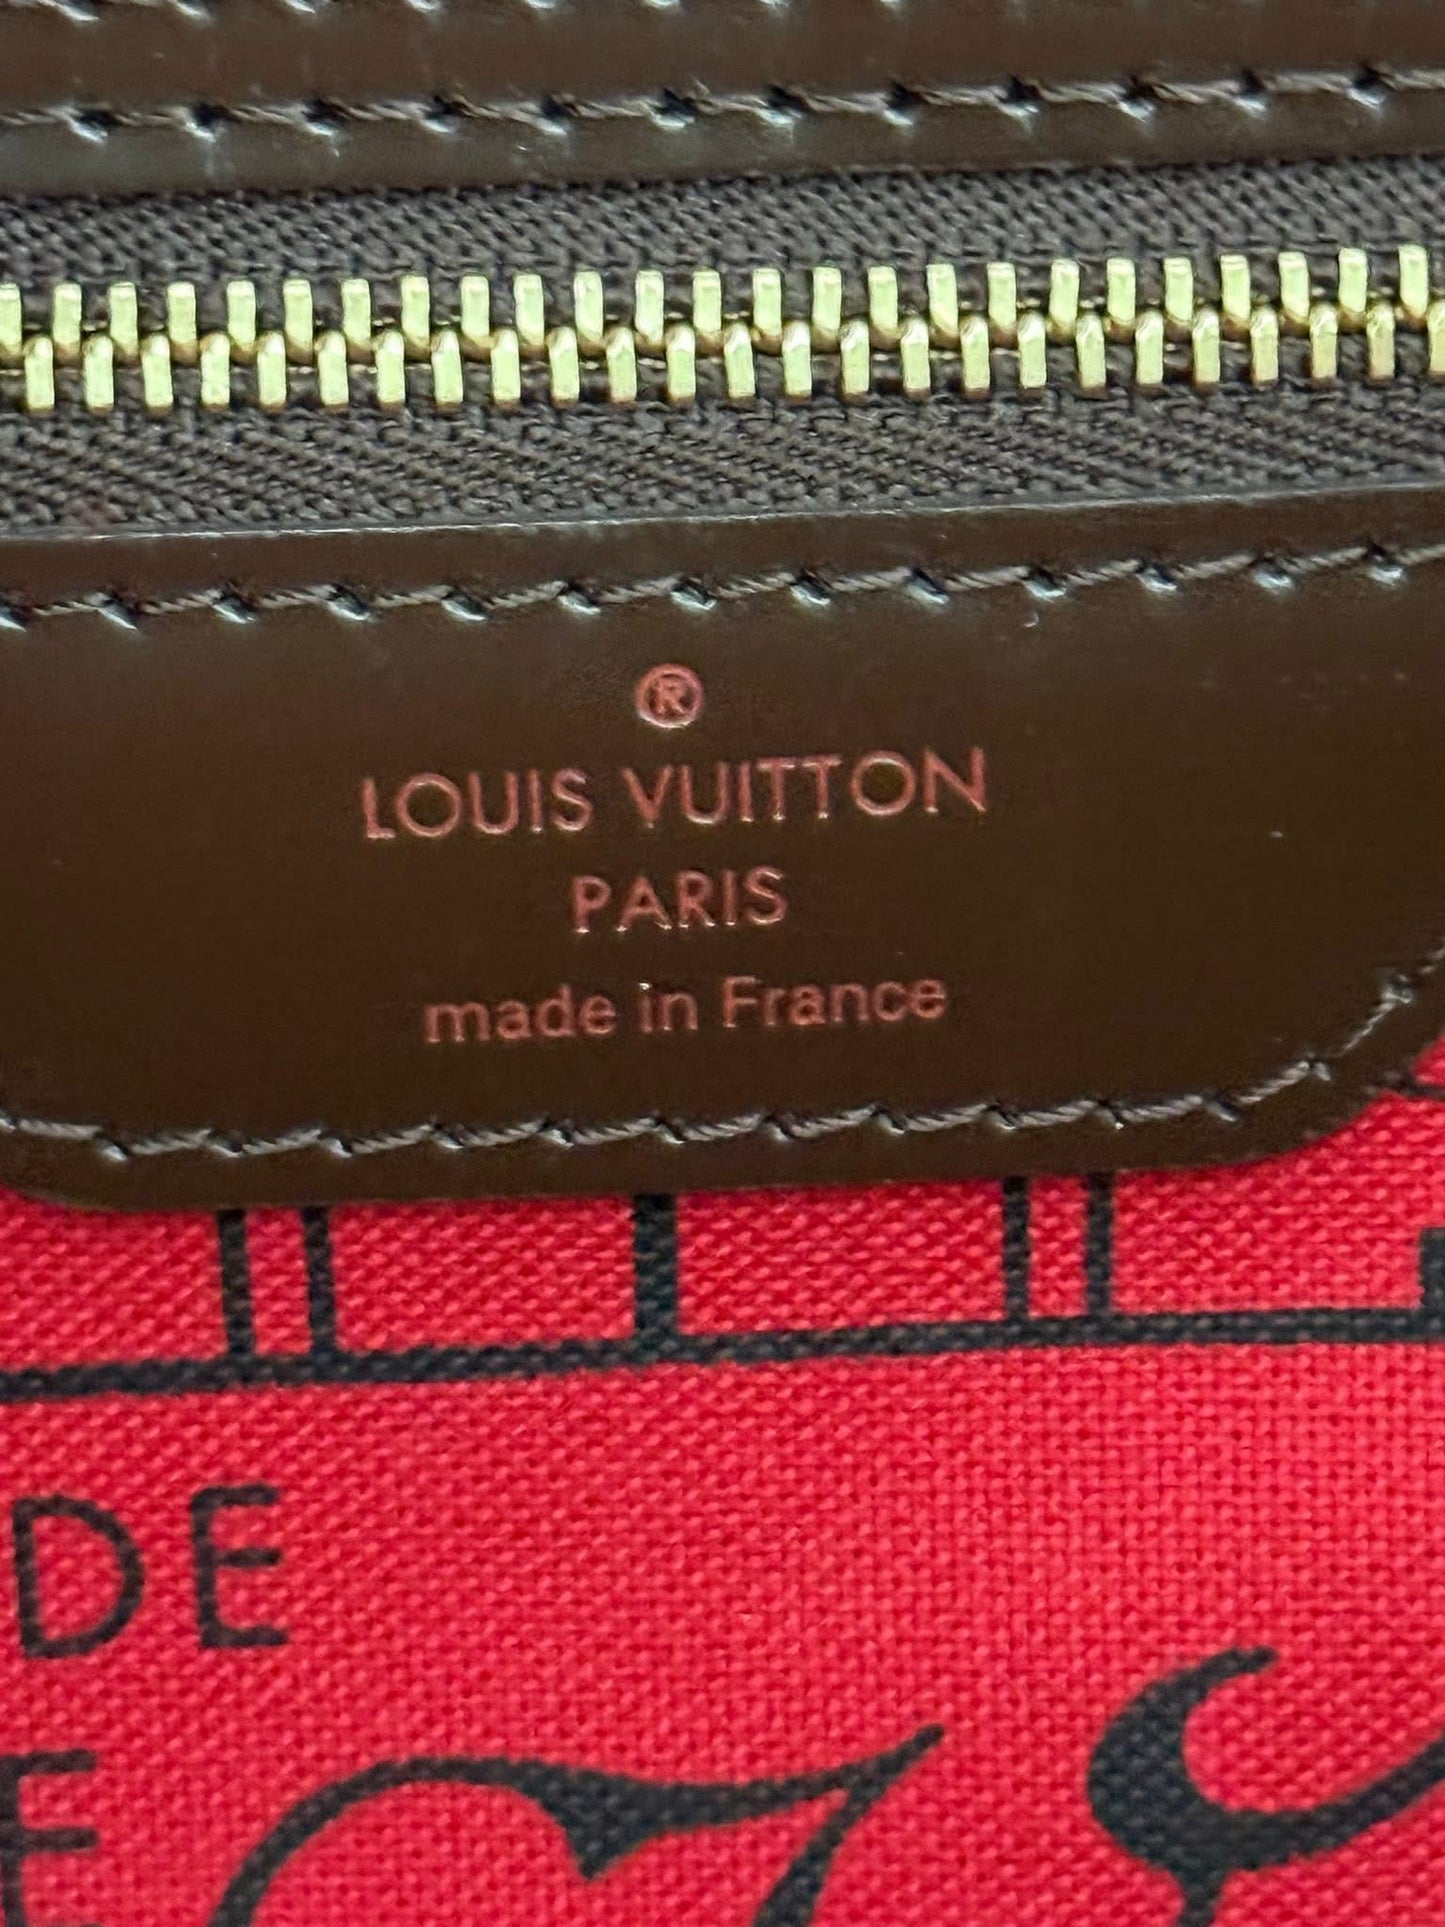 ®
LOUIS VUITTON
PARIS
made in France
DE